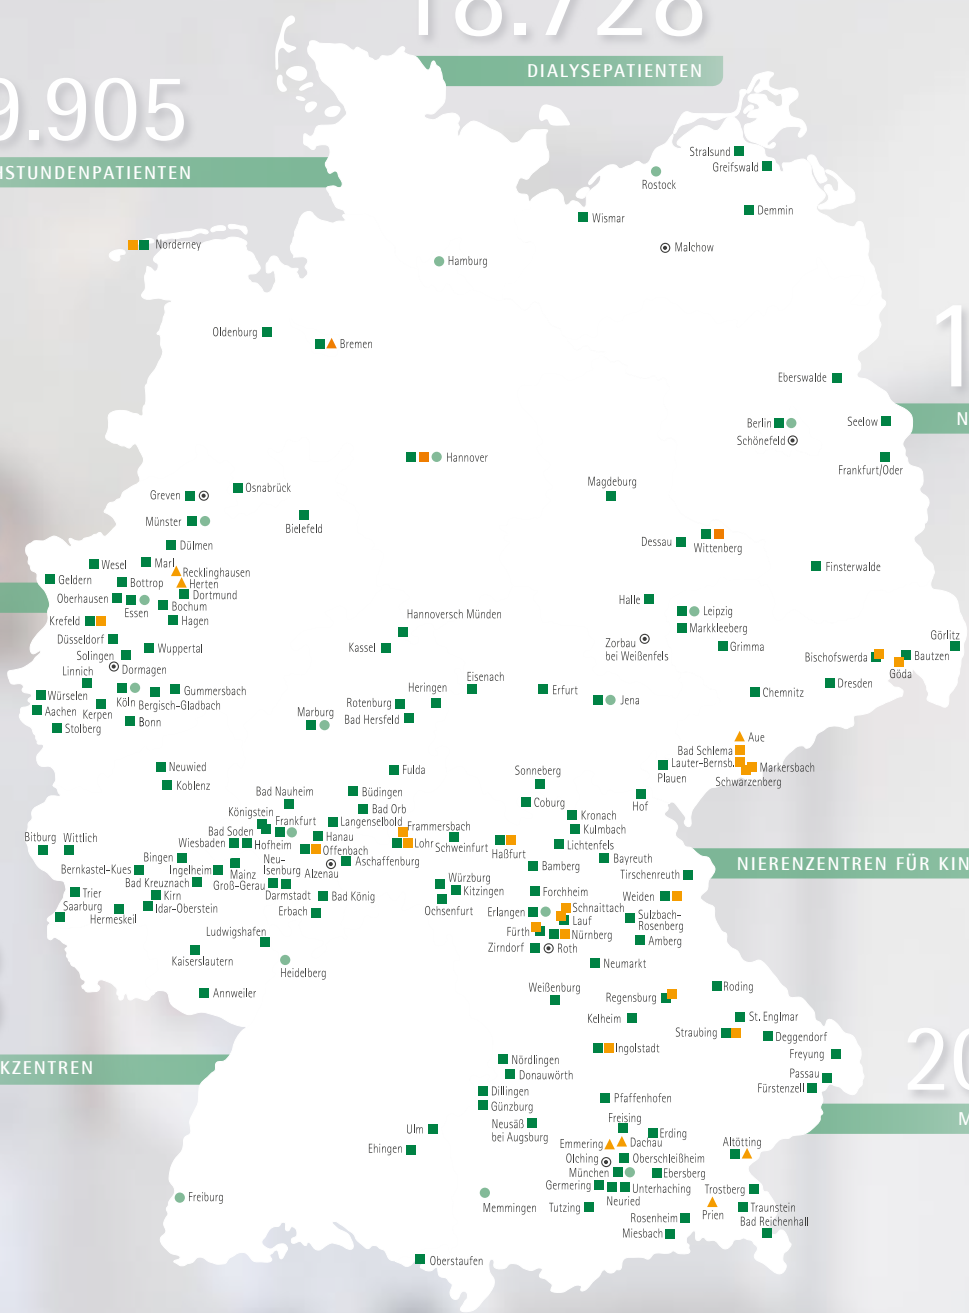 18.728
DIALYSEPATIENTEN
9.905
HSTUNDENPATIENTEN
Stralsund
Greifswald
Rostock
Wismar
Demmin
Norderney
Malchow
Hamburg
Oldenburg
Bremen
1
Eberswalde
N
Berlin
Seelow
Schönefeld
Hannover
Frankfurt/Oder
Magdeburg
Osnabrück
Greven
Bielefeld
Münster
Dülmen
Dessau
Wittenberg
Wesel
Marl
Recklinghausen
Finsterwalde
Geldern
Bottrop
Herten
Dortmund
Oberhausen
Essen
Bochum
Halle
Leipzig
Krefeld
Hagen
Hannoversch Münden
Markkleeberg
Düsseldorf
Wuppertal
Kassel
Zorbau
bei Weißenfels
Grimma
Görlitz
Solingen
Bischofswerda
Bautzen
Linnich
Dormagen
Göda
Würselen
Köln
Gummersbach
Heringen
Eisenach
Erfurt
Jena
Chemnitz
Dresden
Aachen
Kerpen
Bergisch-Gladbach
Rotenburg
Stolberg
Bonn
Marburg
Bad Hersfeld
Aue
Bad Schlema
Lauter-Bernsb.
Markersbach
Schwarzenberg
Neuwied
Fulda
Sonneberg
Plauen
Koblenz
Bad Nauheim
Büdingen
Coburg
Hof
Königstein
Frankfurt
Bad Orb
Langenselbold
Kronach
Bad Soden
Hanau
Frammersbach
Kulmbach
Bitburg
Wittlich
Wiesbaden
Hofheim
Offenbach
Lohr
Schweinfurt
Haßfurt
Lichtenfels
Bingen
Neu-
Isenburg
Alzenau
Aschaffenburg
Bamberg
Bayreuth
NIERENZENTREN FÜR KIN
Bernkastel-Kues
Ingelheim
Mainz
Tirschenreuth
Bad Kreuznach
Groß-Gerau
Würzburg
Trier
Kirn
Darmstadt
Bad König
Kitzingen
Forchheim
Weiden
Saarburg
Idar-Oberstein
Erbach
Ochsenfurt
Erlangen
Schnaittach
Hermeskeil
Lauf
Sulzbach-
Rosenberg
Ludwigshafen
Fürth
Nürnberg
Amberg
Zirndorf
Roth
Kaiserslautern
Heidelberg
Neumarkt
Annweiler
Weißenburg
Regensburg
Roding
Kelheim
St. Englmar
Straubing
Deggendorf
Ingolstadt
Freyung
KZENTREN
Nördlingen
20
Donauwörth
Passau
Fürstenzell
Dillingen
Pfaffenhofen
Günzburg
M
Neusäß
bei Augsburg
Freising
Ulm
Erding
Emmering
Dachau
Altötting
Ehingen
Olching
Oberschleißheim
München
Ebersberg
Germering
Unterhaching
Trostberg
Freiburg
Neuried
Memmingen
Tutzing
Prien
Traunstein
Rosenheim
Bad Reichenhall
Miesbach
Oberstaufen